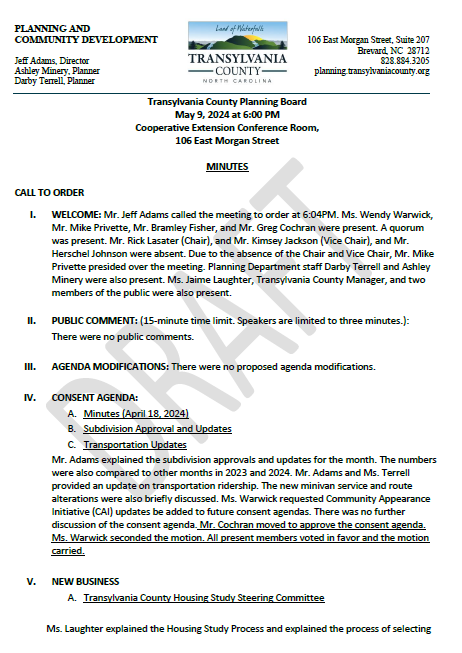 PLANNING AND
COMMUNITY DEVELOPMENT
Jeff Adams, Director
Ashley Minery, Planner
Darby Terrell, Planner
Land of Waterfalls
TRANSYLVANIA
COUNTY
NORTH CAROLINA
106 East Morgan Street, Suite 207
Brevard, NC 28712
828.884.3205
planning.transylvaniacounty.org
Transylvania County Planning Board
May 9, 2024 at 6:00 PM
Cooperative Extension Conference Room,
106 East Morgan Street
MINUTES
CALL TO ORDER
I. WELCOME: Mr. Jeff Adams called the meeting to order at 6:04PM. Ms. Wendy Warwick,
Mr. Mike Privette, Mr. Bramley Fisher, and Mr. Greg Cochran were present. A quorum
was present. Mr. Rick Lasater (Chair), and Mr. Kimsey Jackson (Vice Chair), and Mr.
Herschel Johnson were absent. Due to the absence of the Chair and Vice Chair, Mr. Mike
Privette presided over the meeting. Planning Department staff Darby Terrell and Ashley
Minery were also present. Ms. Jaime Laughter, Transylvania County Manager, and two
members of the public were also present.
II. PUBLIC COMMENT: (15-minute time limit. Speakers are limited to three minutes.):
There were no public comments.
III. AGENDA MODIFICATIONS: There were no proposed agenda modifications.
IV. CONSENT AGENDA:
A. Minutes (April 18, 2024)
B. Subdivision Approval and Updates
C. Transportation Updates
Mr. Adams explained the subdivision approvals and updates for the month. The numbers
were also compared to other months in 2023 and 2024. Mr. Adams and Ms. Terrell
provided an update on transportation ridership. The new minivan service and route
alterations were also briefly discussed. Ms. Warwick requested Community Appearance
Initiative (CAI) updates be added to future consent agendas. There was no further
discussion of the consent agenda. Mr. Cochran moved to approve the consent agenda.
Ms. Warwick seconded the motion. All present members voted in favor and the motion
carried.
V. NEW BUSINESS
A. Transylvania County Housing Study Steering Committee
Ms. Laughter explained the Housing Study Process and explained the process of selecting
DRAFT